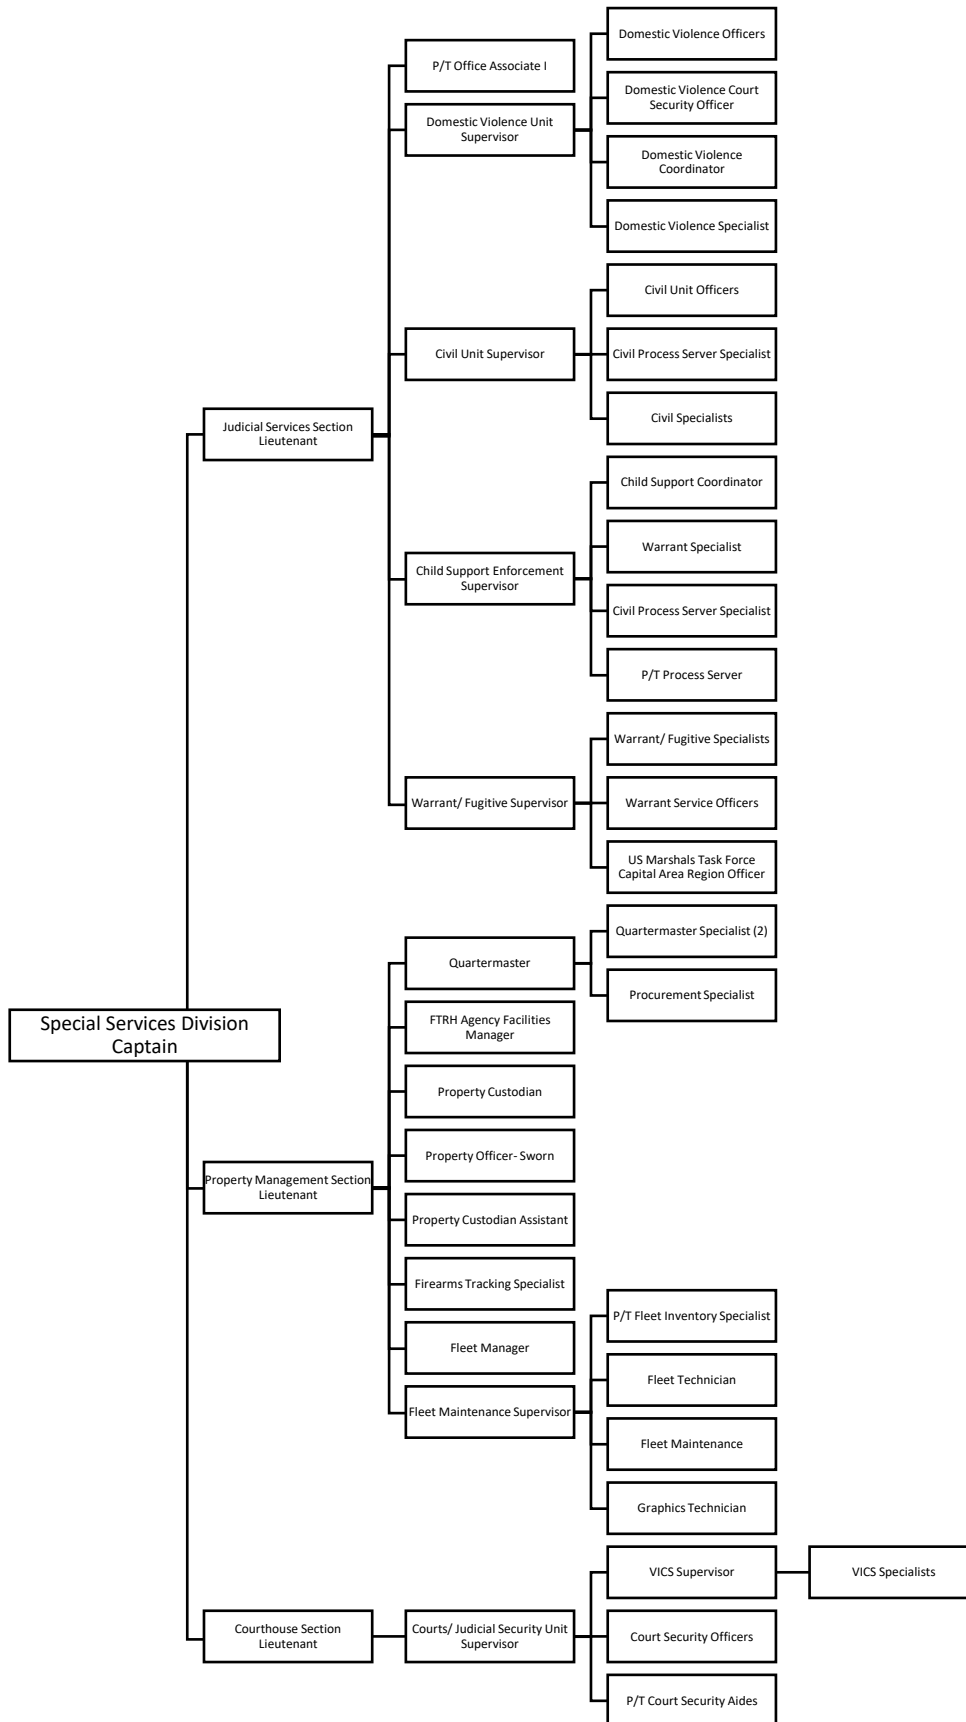 Domestic Violence Officers
P/T Office Associate I
Domestic Violence Court
Security Officer
Domestic Violence Unit
Supervisor
Domestic Violence
Coordinator
Domestic Violence Specialist
Civil Unit Officers
Civil Unit Supervisor
Civil Process Server Specialist
Civil Specialists
Judicial Services Section
Lieutenant
Child Support Coordinator
Warrant Specialist
Child Support Enforcement
Supervisor
Civil Process Server Specialist
P/T Process Server
Warrant/ Fugitive Specialists
Warrant/ Fugitive Supervisor
Warrant Service Officers
US Marshals Task Force
Capital Area Region Officer
Quartermaster Specialist (2)
Quartermaster
Procurement Specialist
Special Services Division
Captain
FTRH Agency Facilities
Manager
Property Custodian
Property Officer- Sworn
Property Management Section
Lieutenant
Property Custodian Assistant
Firearms Tracking Specialist
P/T Fleet Inventory Specialist
Fleet Manager
Fleet Technician
Fleet Maintenance Supervisor
Fleet Maintenance
Graphics Technician
VICS Supervisor
VICS Specialists
Courthouse Section
Lieutenant
Courts/ Judicial Security Unit
Supervisor
Court Security Officers
P/T Court Security Aides